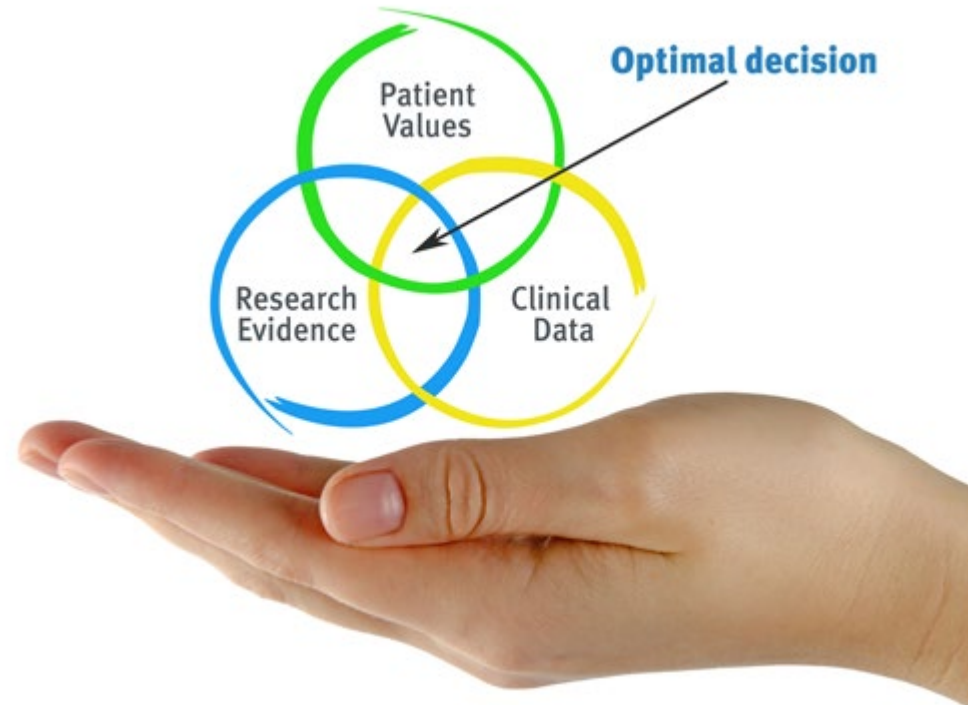 Optimal decision
Patient
Values
Research
Evidence
Clinical
Data